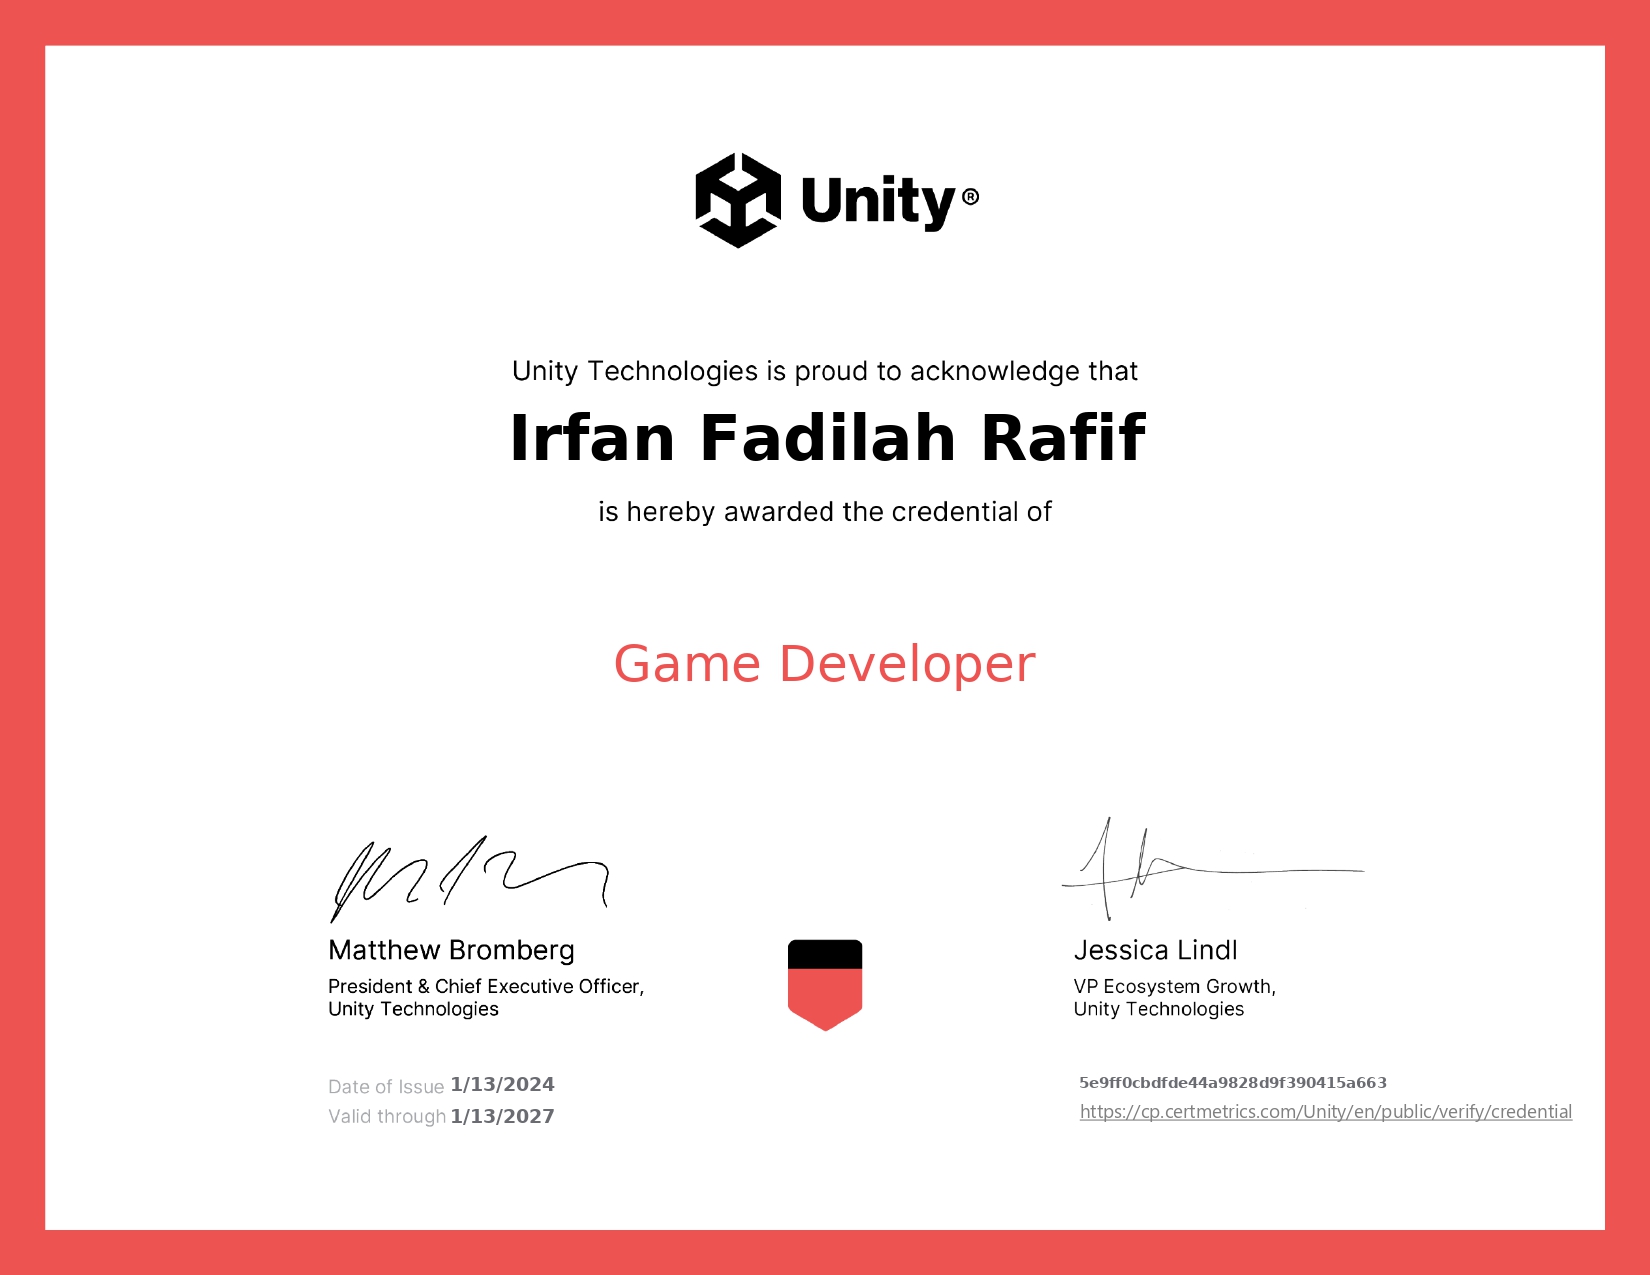 Unity®
Unity Technologies is proud to acknowledge that
Irfan Fadilah Rafif
is hereby awarded the credential of
Game Developer
Matthew Bromberg
President & Chief Executive Officer,
Unity Technologies
Jessica Lindl
VP Ecosystem Growth,
Unity Technologies
Date of Issue 1/13/2024
Valid through 1/13/2027
5e9ff0cbdfde44a9828d9f390415a663
https://cp.certmetrics.com/Unity/en/public/verify/credential